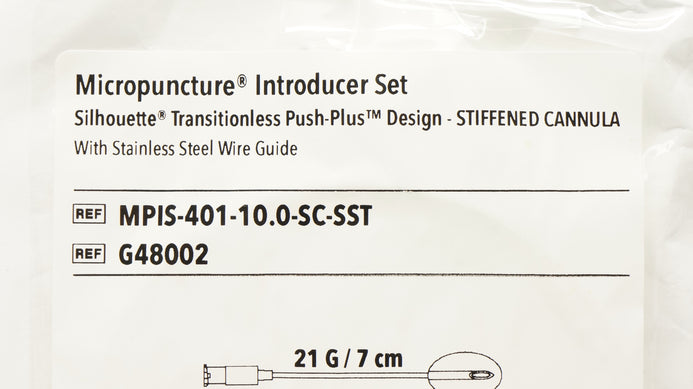 Micropuncture® Introducer Set
Silhouette® Transitionless Push-Plus™ Design - STIFFENED CANNULA
With Stainless Steel Wire Guide
REF MPIS-401-10.0-SC-SST
REF G48002
21 G / 7 cm